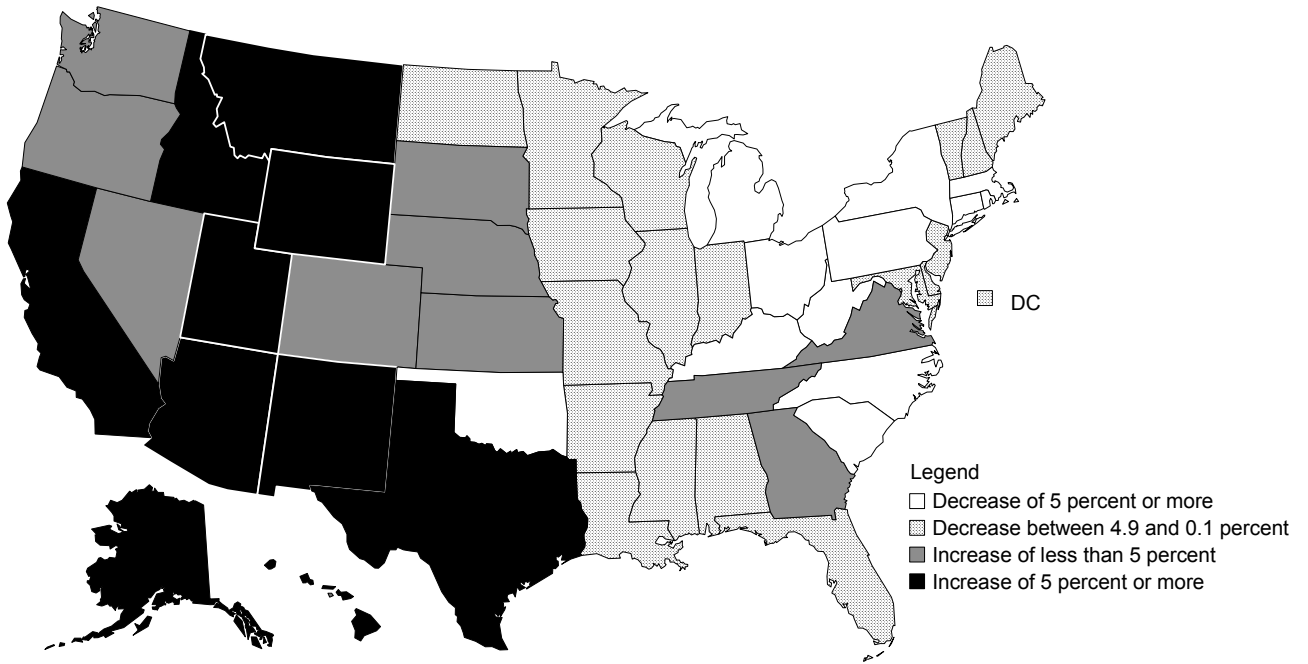 DC
Legend
Decrease of 5 percent or more
Decrease between 4.9 and 0.1 percent
Increase of less than 5 percent
Increase of 5 percent or more